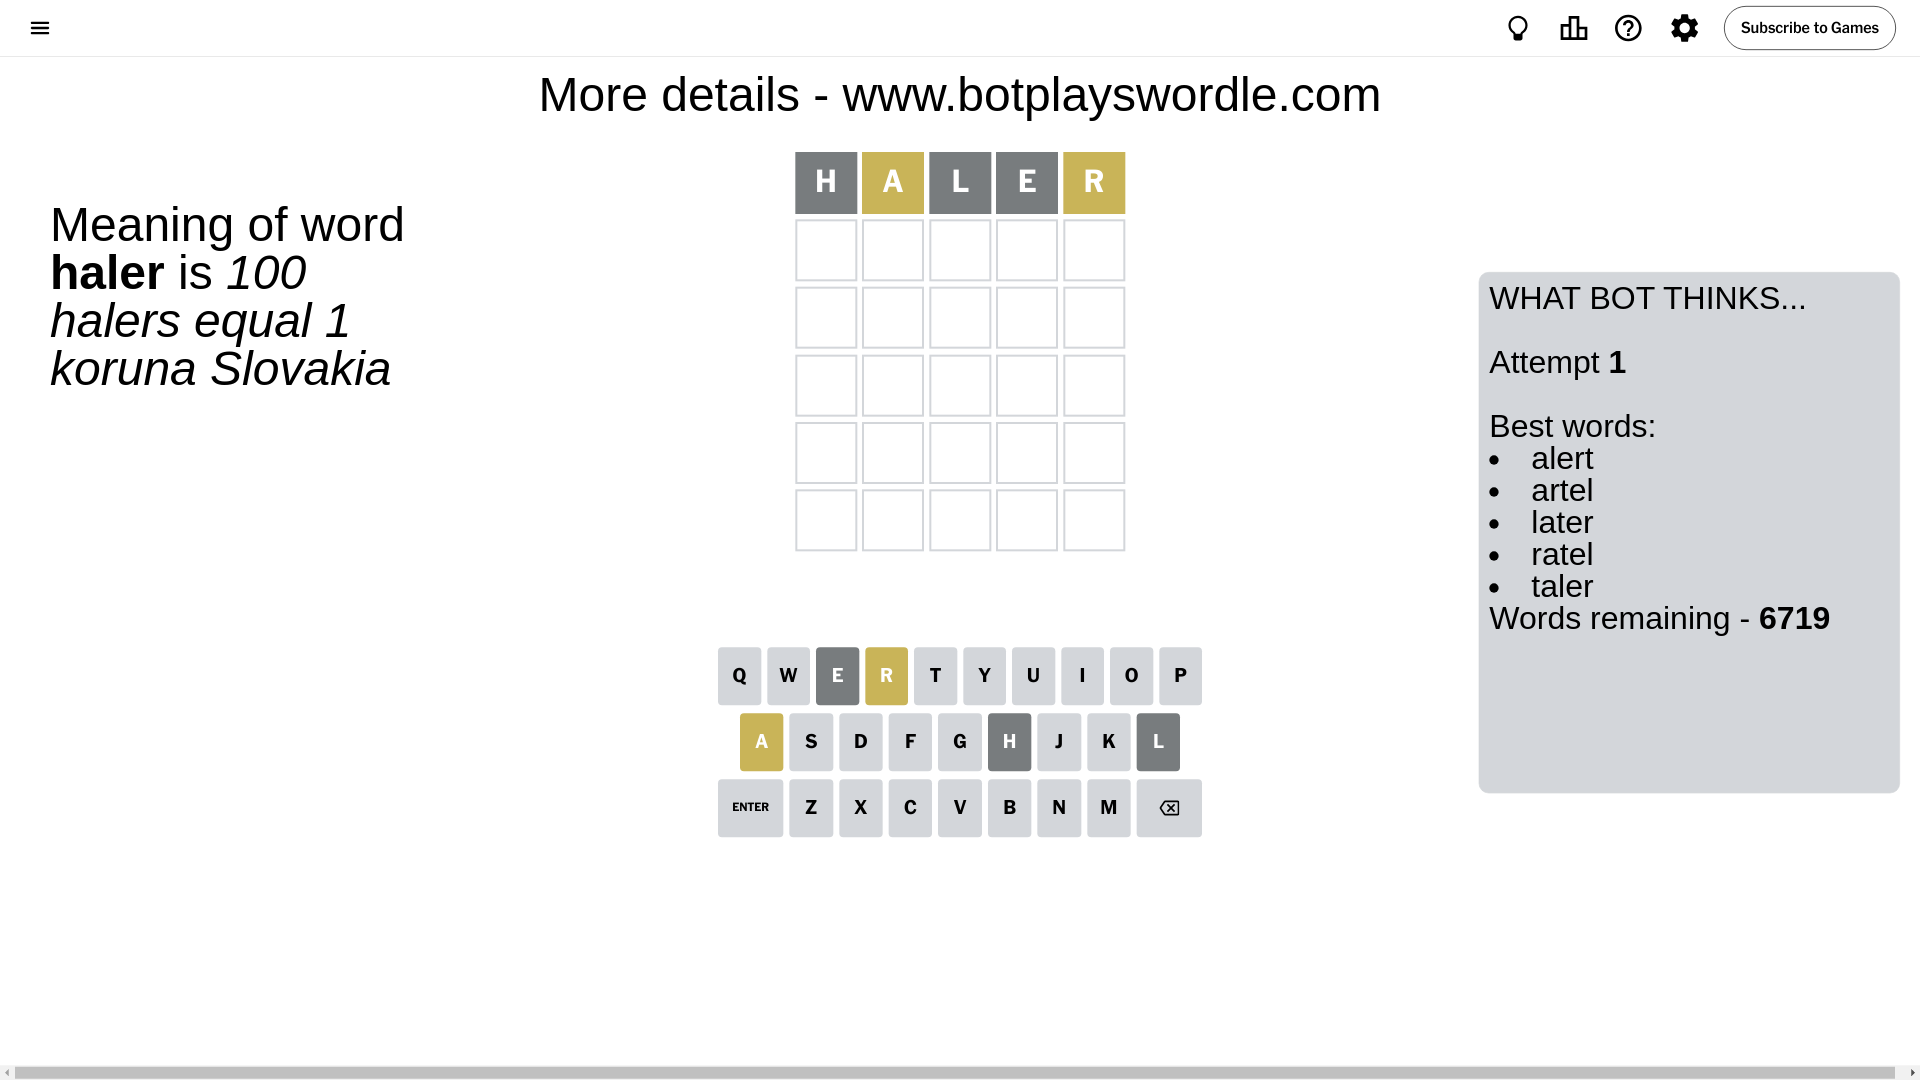 Subscribe to Games
More details - www.botplayswordle.com
Meaning of word
haler is 100
halers equal 1
koruna Slovakia
H A L E R
WHAT BOT THINKS...
Attempt 1
Best words:
• alert
• artel
• later
• ratel
• taler
Words remaining - 6719
Q W E R T Y U I O P
A S D F G H J K L
ENTER Z X C V B N M